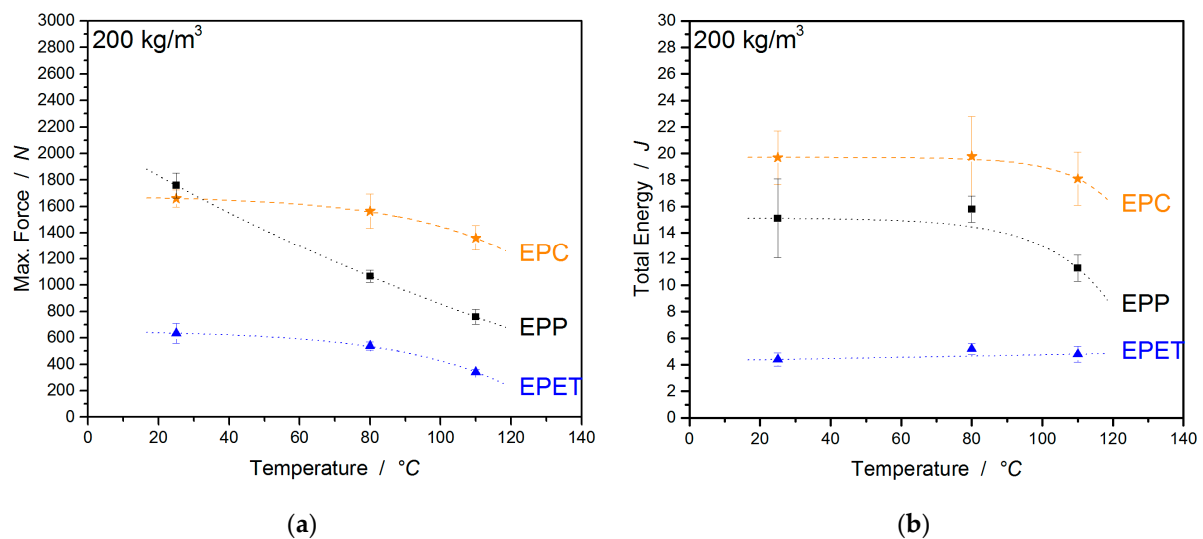 200 kg/m³
Max. Force / N
3000
2800
2600
2400
2200
2000
1800
1600
1400
1200
1000
800
600
400
200
0
EPC
EPP
EPET
0 20 40 60 80 100 120 140
Temperature / °C
(a)
200 kg/m³
Total Energy / J
30
28
26
24
22
20
18
16
14
12
10
8
6
4
2
0
EPC
EPP
EPET
0 20 40 60 80 100 120 140
Temperature / °C
(b)